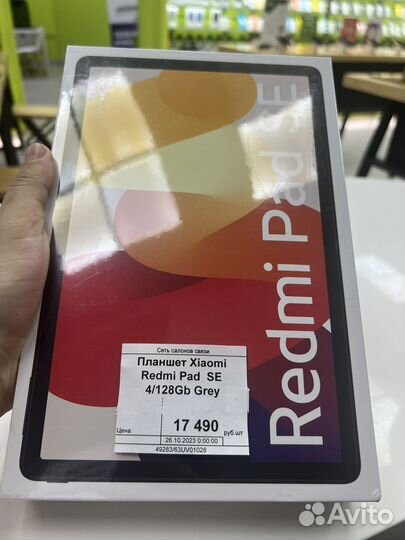 Redmi Pad SE
Сеть салонов связи
Планшет Xiaomi
Redmi Pad SE
4/128Gb Grey
Цена:
17 490
руб.шт
26.10.2023 0:00:00
49283/63UV01028
Avito